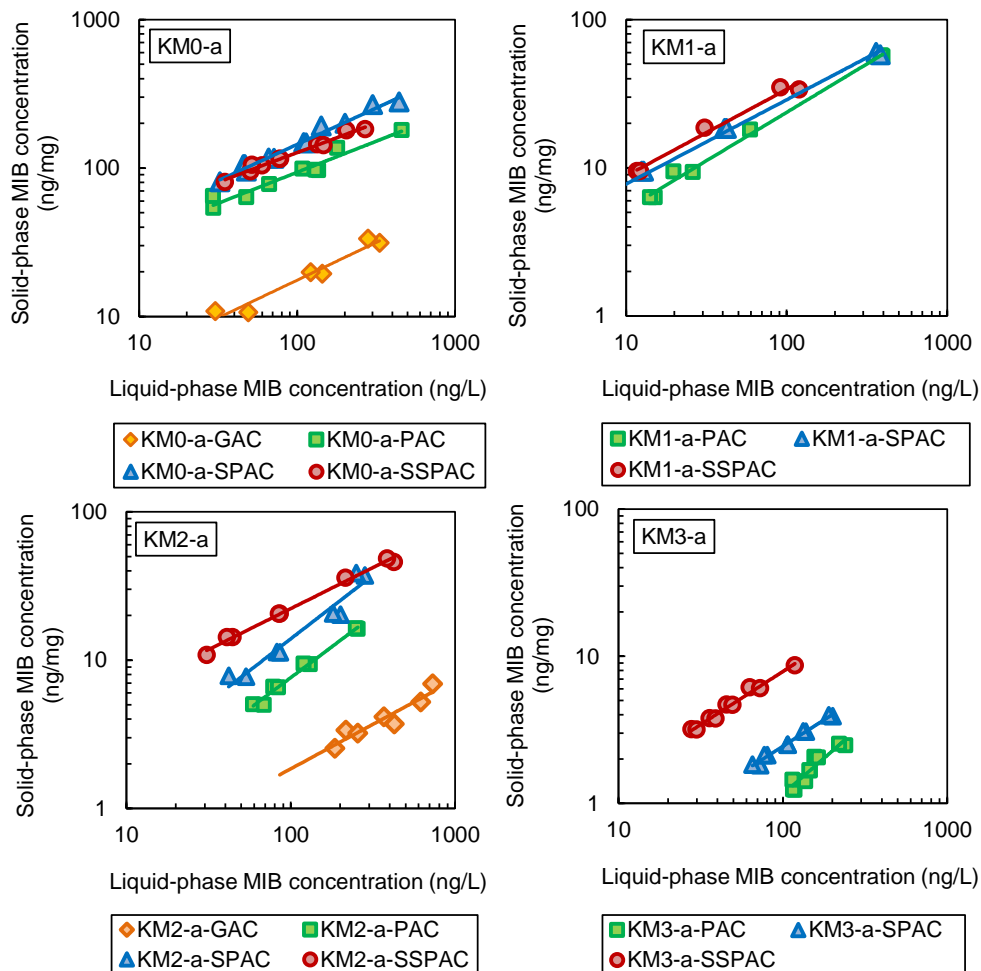 KM0-a
Solid-phase MIB concentration
(ng/mg)
1000
100
10
10 100 1000
Liquid-phase MIB concentration (ng/L)
KM0-a-GAC KM0-a-PAC
KM0-a-SPAC KM0-a-SSPAC
KM1-a
Solid-phase MIB concentration
(ng/mg)
100
10
1
10 100 1000
Liquid-phase MIB concentration (ng/L)
KM1-a-PAC KM1-a-SPAC
KM1-a-SSPAC
KM2-a
Solid-phase MIB concentration
(ng/mg)
100
10
1
10 100 1000
Liquid-phase MIB concentration (ng/L)
KM2-a-GAC KM2-a-PAC
KM2-a-SPAC KM2-a-SSPAC
KM3-a
Solid-phase MIB concentration
(ng/mg)
100
10
1
10 100 1000
Liquid-phase MIB concentration (ng/L)
KM3-a-PAC KM3-a-SPAC
KM3-a-SSPAC